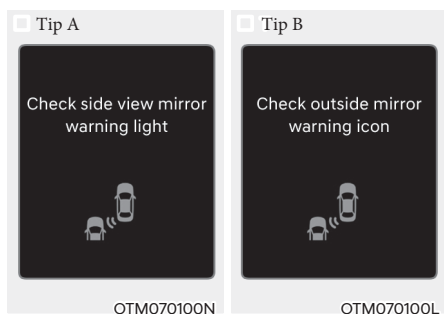 Tip A
Check side view mirror
warning light
OTM070100N
Tip B
Check outside mirror
warning icon
OTM070100L